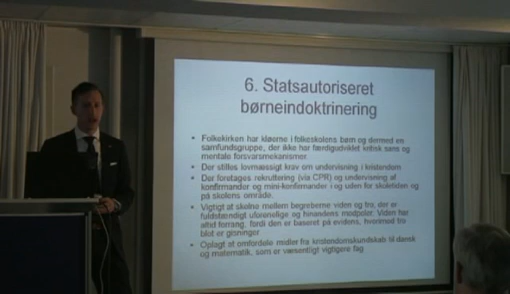 6. Statsautoriseret
børneindoktrinering
Folkekirken har kløerne i folkeskolens børn og dermed en
samfundsgruppe, der ikke har færdigudviklet kritisk sans og
mentale forsvarsmekanismer.
Der stilles lovmæssigt krav om undervisning i kristendom
Der foretages rekruttering (via CPR) og undervisning af
konfirmander og mini-konfirmander i og uden for skoletiden og
på skolens område.
Vigtigt at skelne mellem begreberne viden og tro, der er
fuldstændigt uforenelige og hinandens modpoler. Viden har
altid forrang, fordi den er baseret på evidens, hvorimod tro
blot er gisninger
Oplagt at omfordele midler fra kristendomskundskab til dansk
og matematik, som er væsentligt vigtigere fag